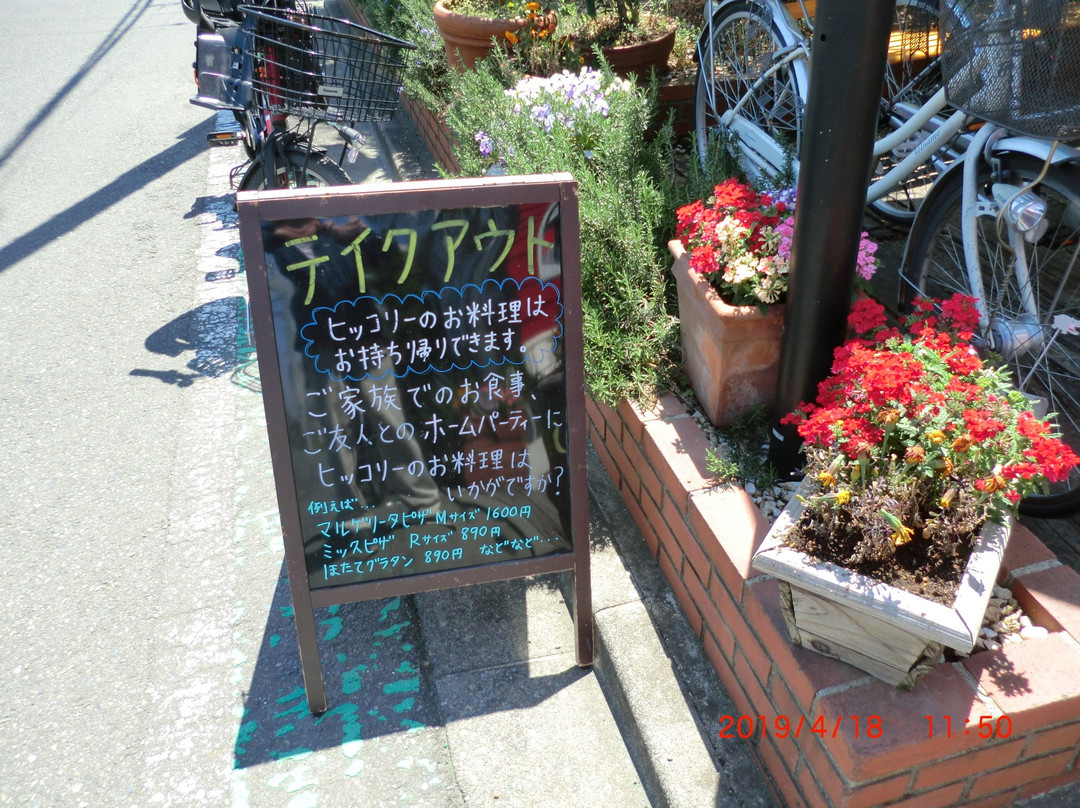 テイクアウト
ヒッコリーのお料理は
お持ち帰りできます。
ご家族でのお食事、
ご友人とのホームパーティーに
ヒッコリーのお料理は
いかがですか?
例えば...
マルゲリータピザ Mサイズ 1600円
ミックスピザ Rサイズ 890円
ほたてグラタン 890円 などなど...
2019/4/18 11:50